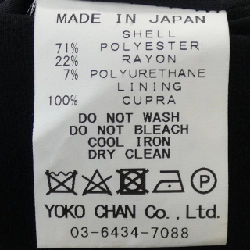 MADE IN JAPAN
SHELL
71% POLYESTER
22% RAYON
7% POLYURETHANE
LINING
100% CUPRA
DO NOT WASH
DO NOT BLEACH
COOL IRON
DRY CLEAN
P
YOKO CHAN Co., Ltd.
03-6434-7088